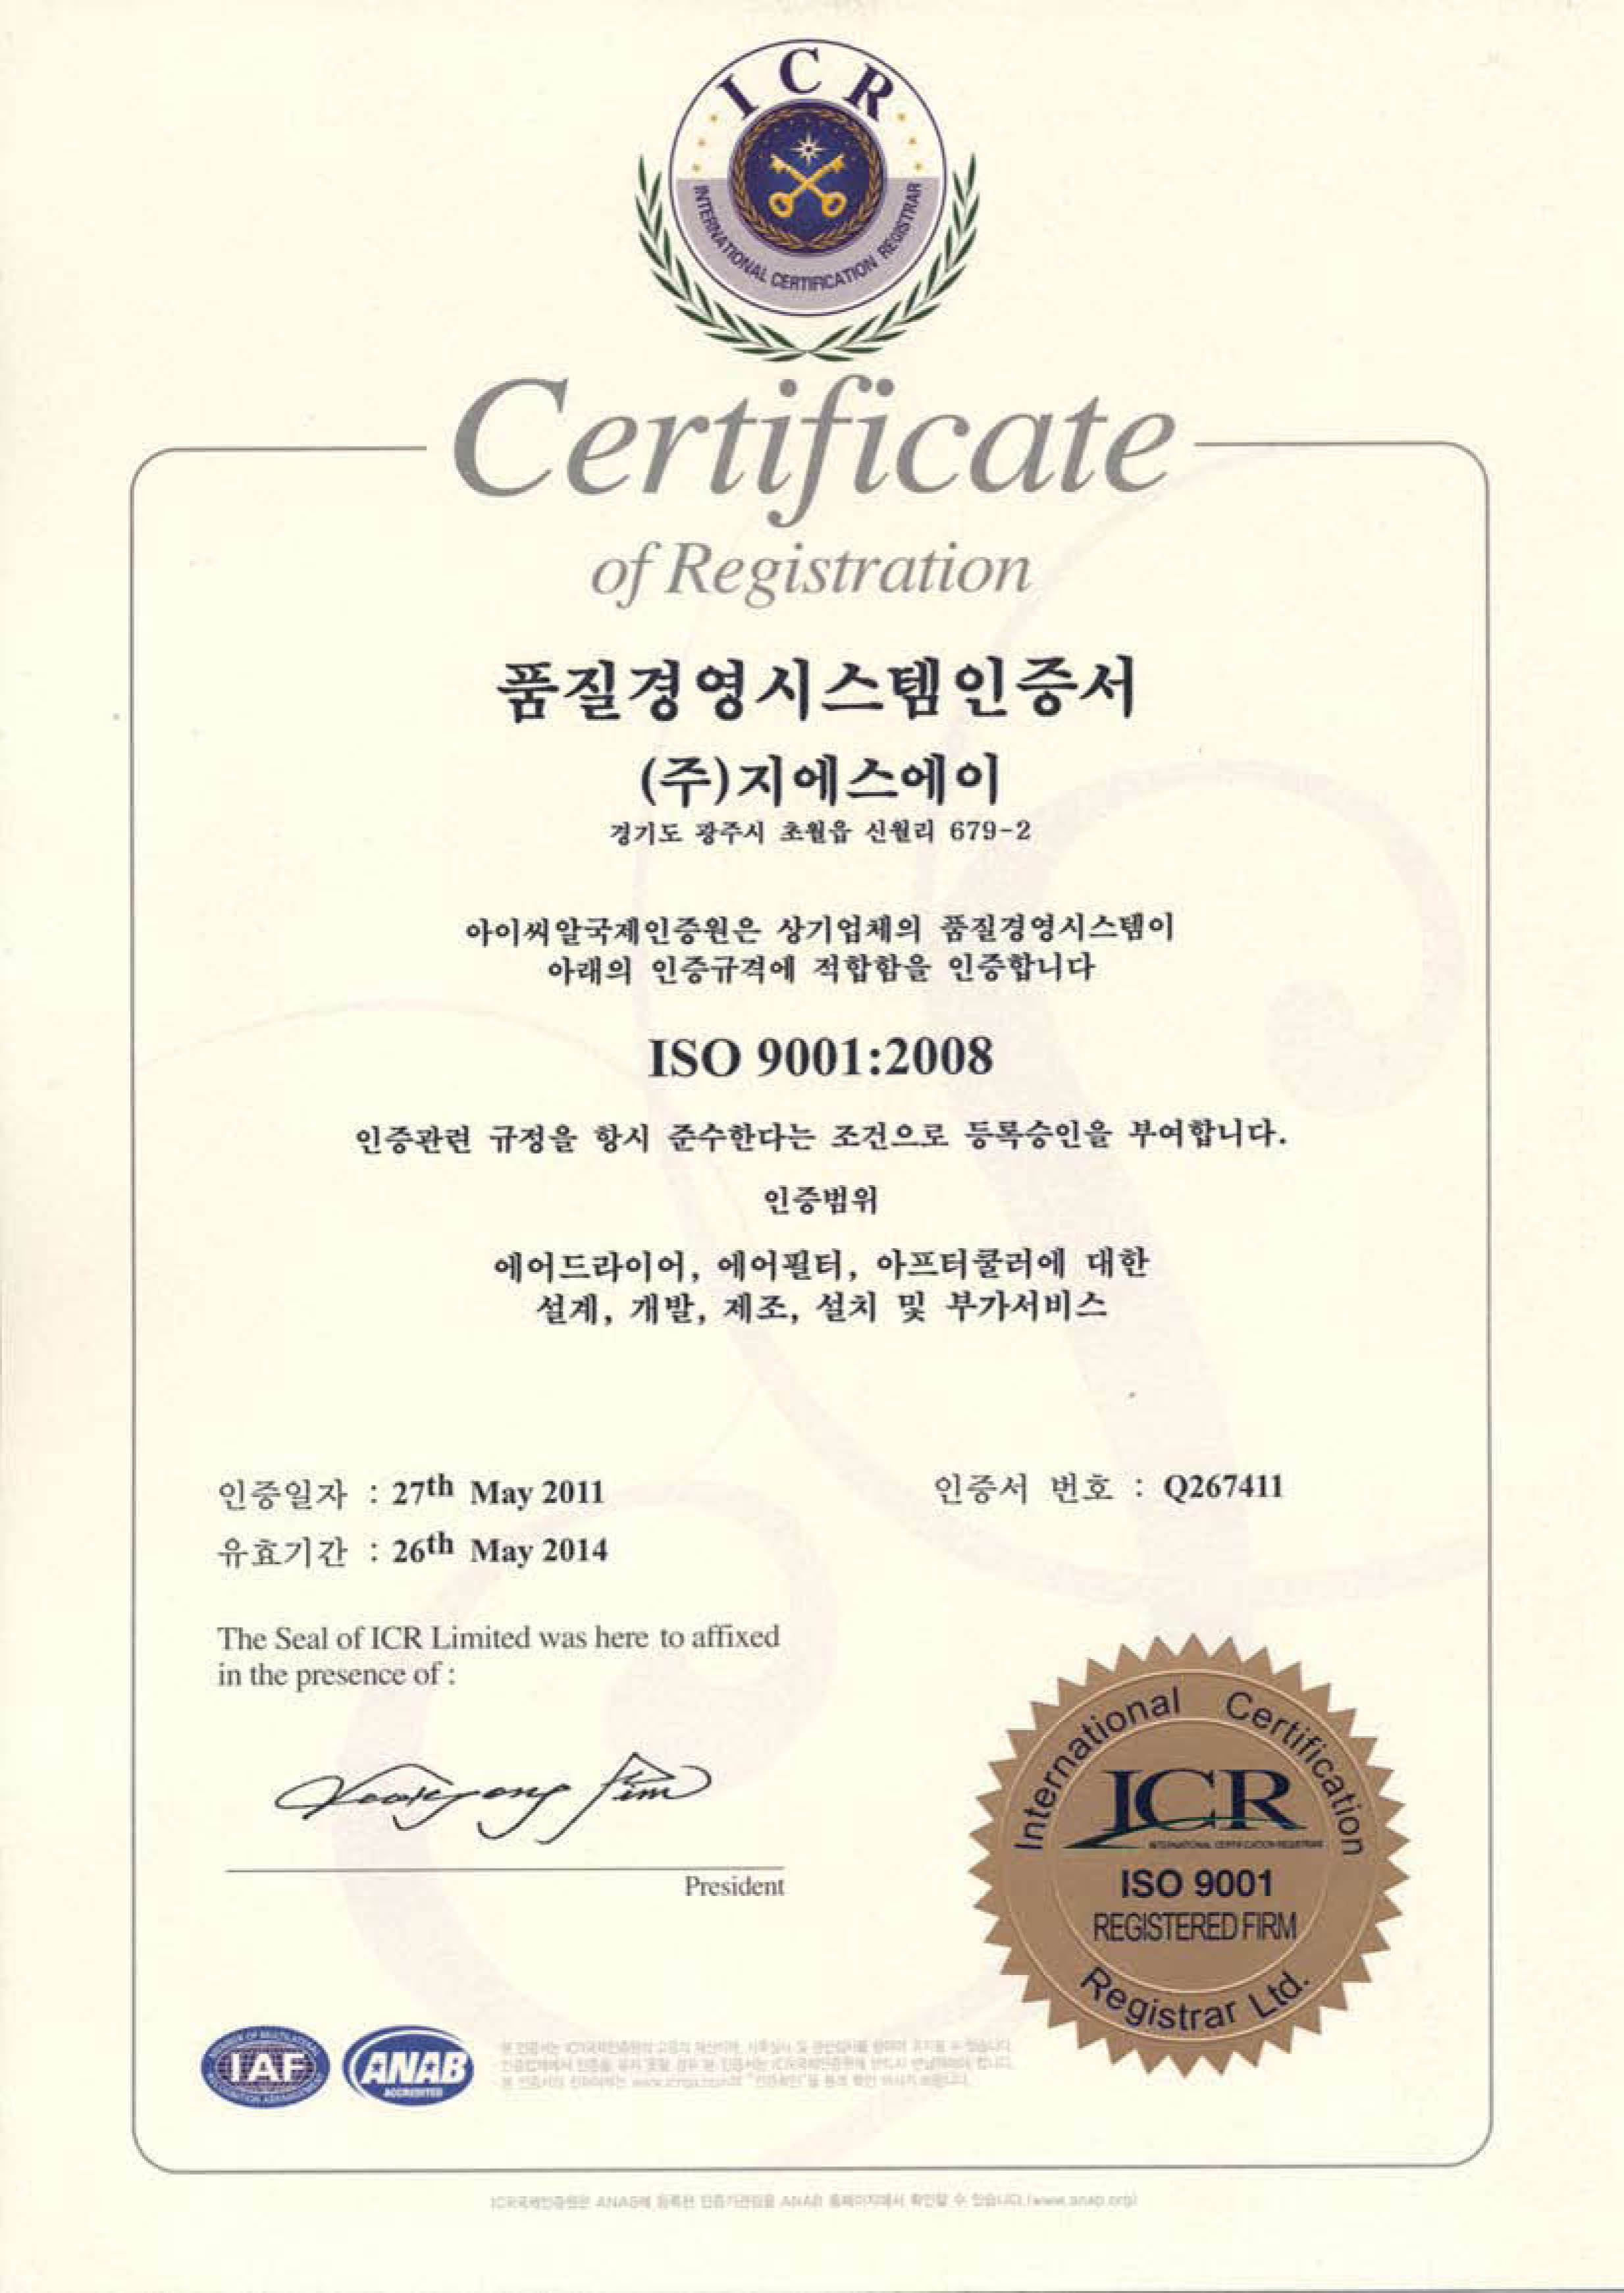 ICR
INTERNATIONAL CERTIFICATION REGISTRAR
Certificate
of Registration
품질경영시스템인증서
(주)지에스에이
경기도 광주시 초월읍 신월리 679-2
아이씨알국제인증원은 상기업체의 품질경영시스템이
아래의 인증규격에 적합함을 인증합니다
ISO 9001:2008
인증관련 규정을 항시 준수한다는 조건으로 등록승인을 부여합니다.
인증범위
에어드라이어, 에어필터, 아프터쿨러에 대한
설계, 개발, 제조, 설치 및 부가서비스
인증일자 : 27th May 2011
인증서 번호 : Q267411
유효기간 : 26th May 2014
The Seal of ICR Limited was here to affixed
in the presence of :
President
International Certification
ICR
INTERNATIONAL CERTIFICATION REGISTRAR
ISO 9001
REGISTERED FIRM
Registrar Ltd.
IAF
ANAB
ACCREDITED